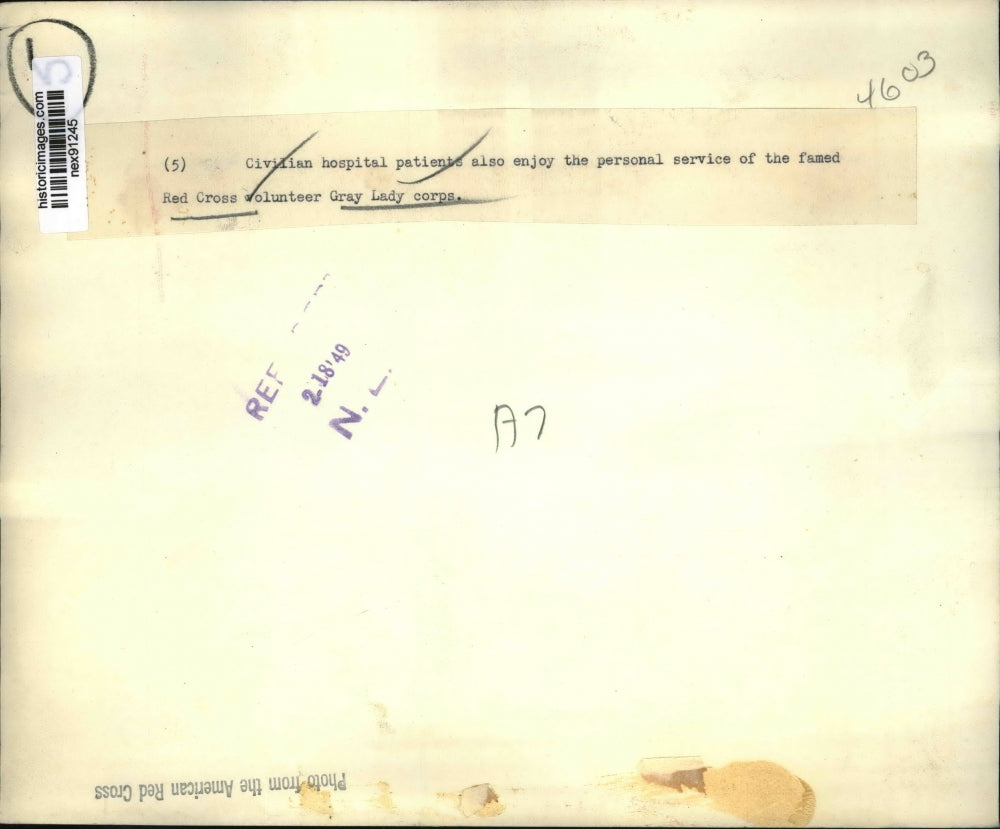 historicimages.com
nex91245
5
4603
(5) Civilian hospital patients also enjoy the personal service of the famed
Red Cross volunteer Gray Lady corps.
REF
2.18'49
N.
A7
Photo from the American Red Cross